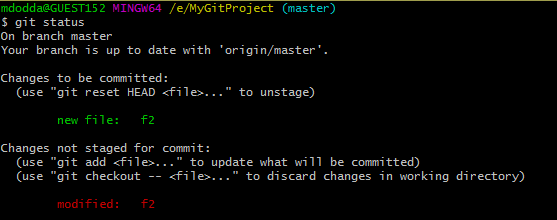 mdodda@GUEST152 MINGW64 /e/MyGitProject (master)
$ git status
On branch master
Your branch is up to date with 'origin/master'.
Changes to be committed:
(use "git reset HEAD <file>..." to unstage)
new file: f2
Changes not staged for commit:
(use "git add <file>..." to update what will be committed)
(use "git checkout -- <file>..." to discard changes in working directory)
modified: f2